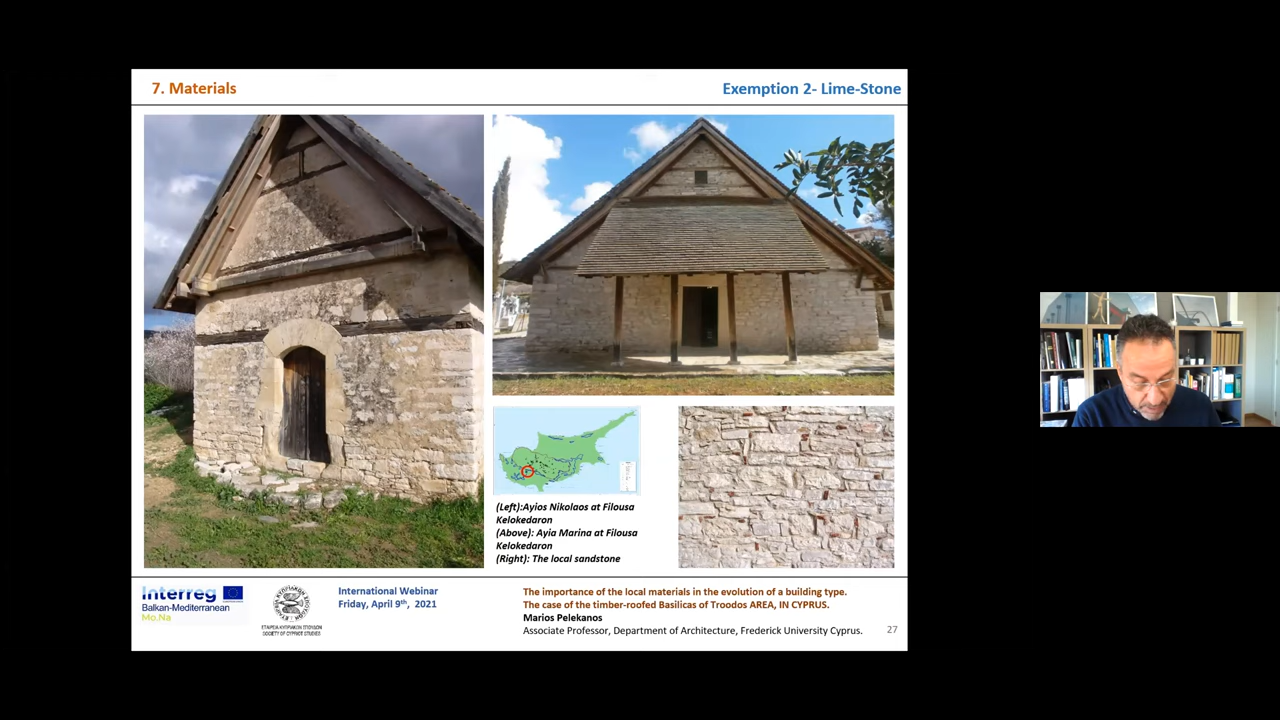 7. Materials
Exemption 2- Lime-Stone
(Left):Ayios Nikolaos at Filousa
Kelokedaron
(Above): Ayia Marina at Filousa
Kelokedaron
(Right): The local sandstone
Interreg
Balkan-Mediterranean
Mo.Na
ΕΤΑΙΡΕΙΑ ΚΥΠΡΙΑΚΩΝ ΣΠΟΥΔΩΝ
SOCIETY OF CYPRIOT STUDIES
International Webinar
Friday, April 9th, 2021
The importance of the local materials in the evolution of a building type.
The case of the timber-roofed Basilicas of Troodos AREA, IN CYPRUS.
Marios Pelekanos
Associate Professor, Department of Architecture, Frederick University Cyprus.
27